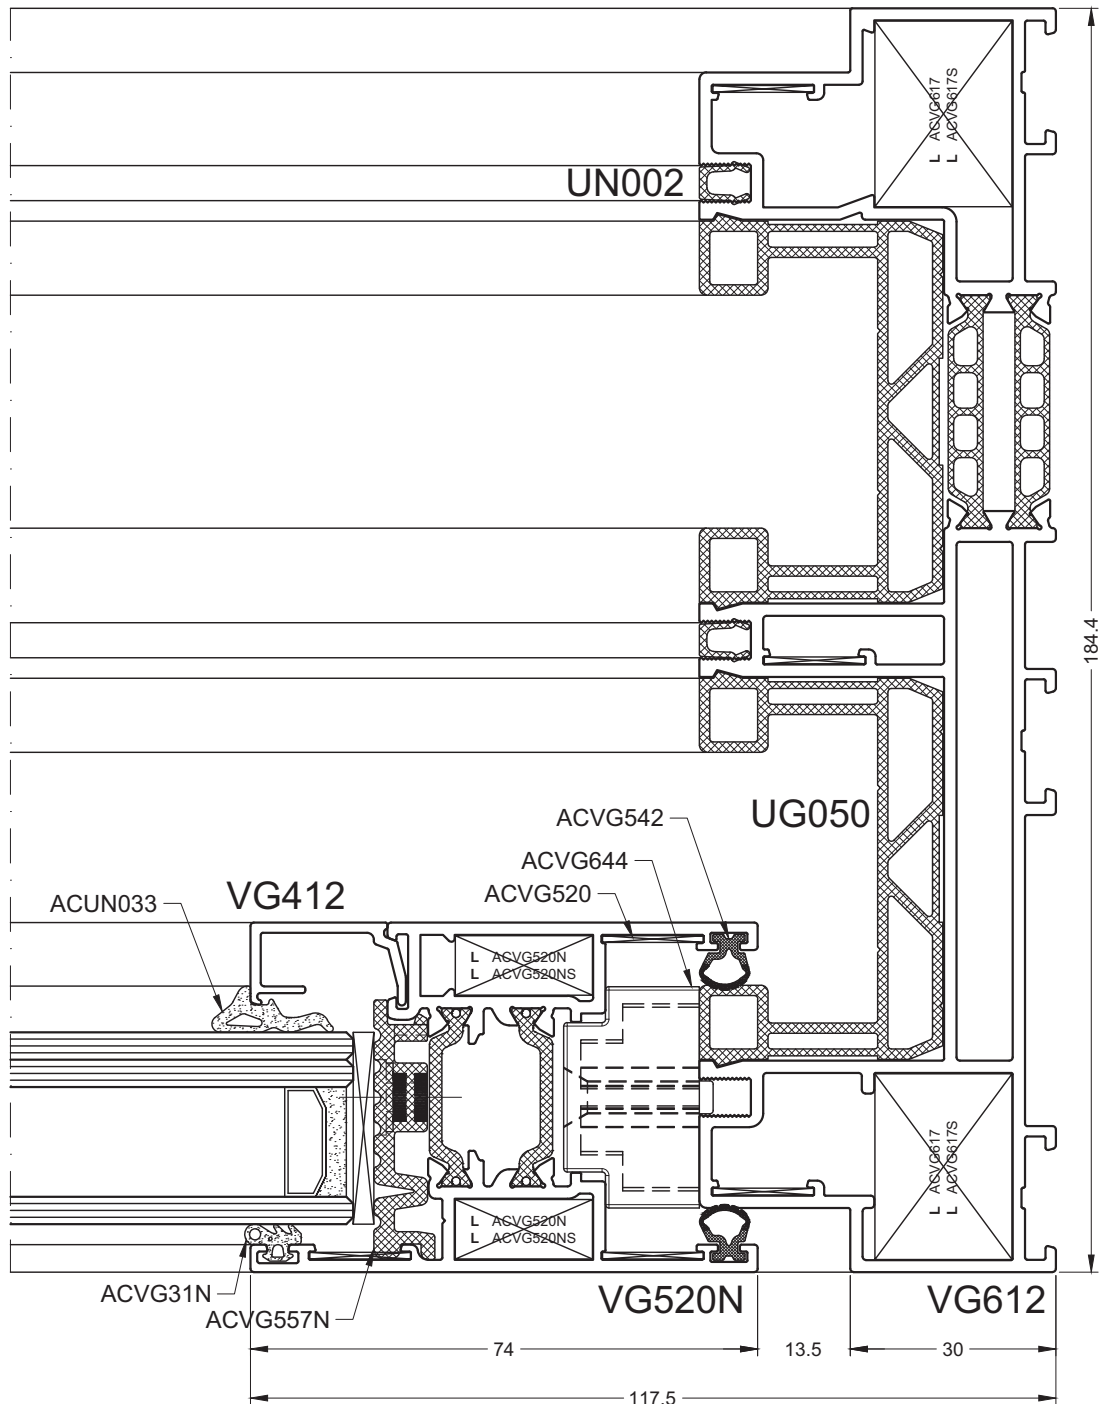 L ACVG617
L ACVG617S
UN002
184.4
ACVG542
UG050
ACVG644
ACVG520
VG412
ACUN033
L ACVG520N
L ACVG520NS
L ACVG617
L ACVG617S
L ACVG520N
L ACVG520NS
ACVG31N
ACVG557N
VG520N
VG612
74
13.5
30
117.5